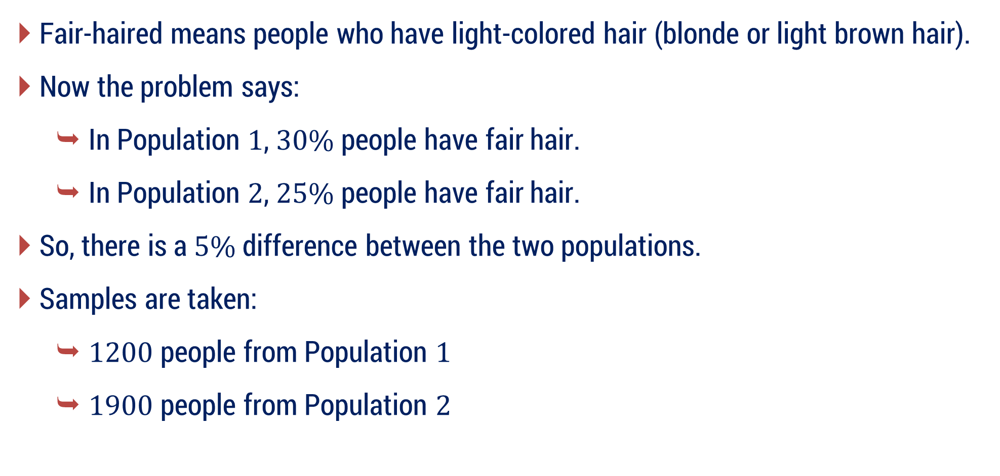 Fair-haired means people who have light-colored hair (blonde or light brown hair).
Now the problem says:
In Population 1, 30% people have fair hair.
In Population 2, 25% people have fair hair.
So, there is a 5% difference between the two populations.
Samples are taken:
1200 people from Population 1
1900 people from Population 2